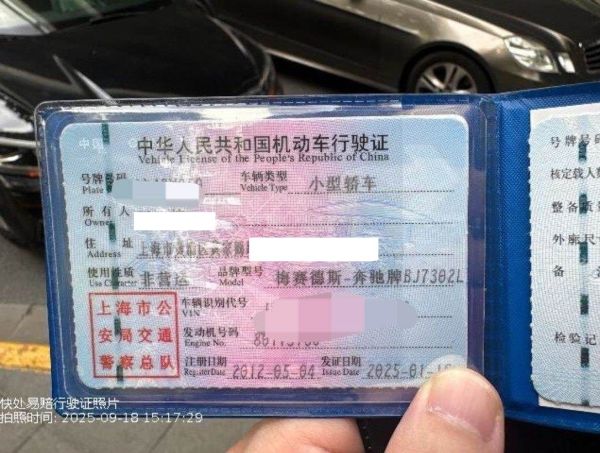 中华人民共和国机动车行驶证
Vehicle License of the People's Republic of China
号牌号码 车辆类型 小型轿车
Plate Vehicle Type
所有人
Owner
住 址 上海市
Address
使用性质 非营运 品牌型号 梅赛德斯-奔驰牌BJ7302L
Use Character Model
上海市公
安局交通
警察总队
车辆识别代号
VIN
发动机号码
Engine No.
注册日期 2012-05-04 发证日期 2025-01-
Register Date Issue Date
号牌号码
核定载人数
整备质量
外廓尺寸
备
检验记
快处易赔行驶证照片
拍照时间: 2025-09-18 15:17:29